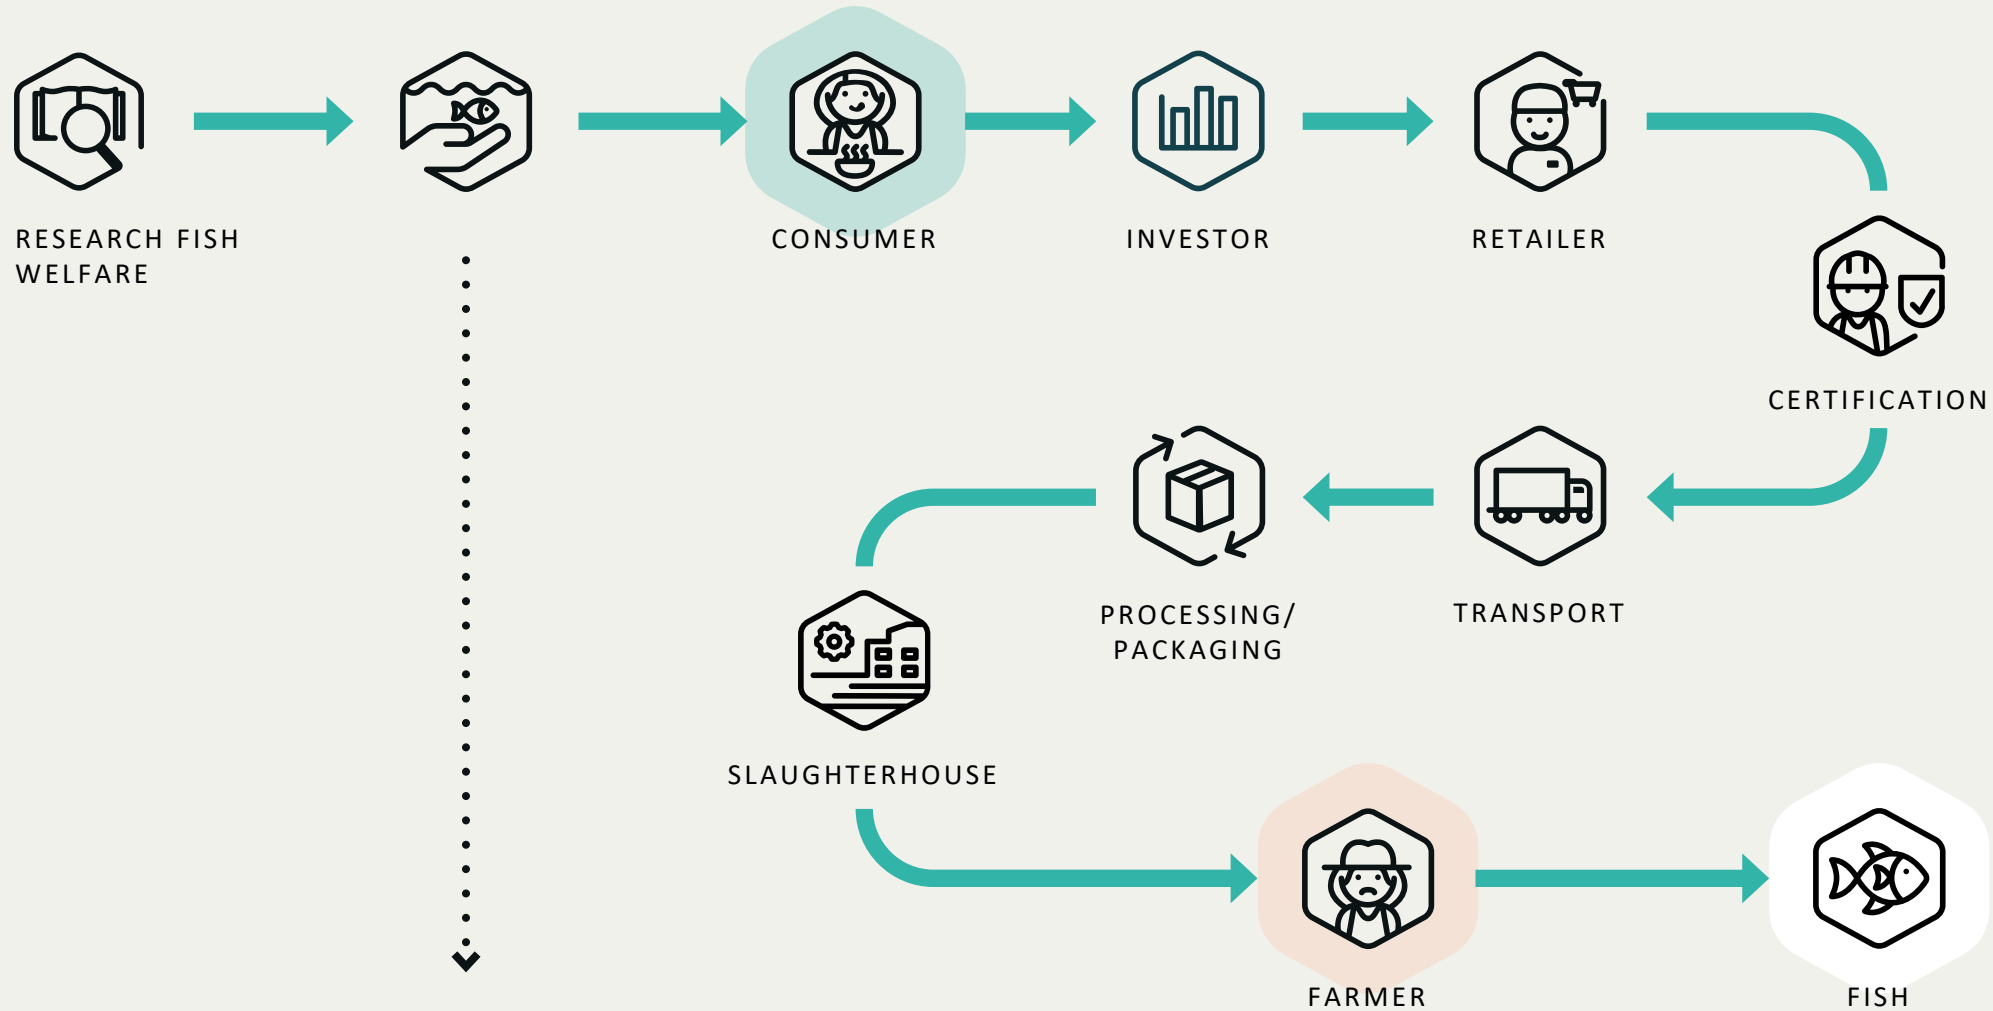 RESEARCH FISH
WELFARE
CONSUMER
INVESTOR
RETAILER
CERTIFICATION
TRANSPORT
PROCESSING/
PACKAGING
SLAUGHTERHOUSE
FARMER
FISH